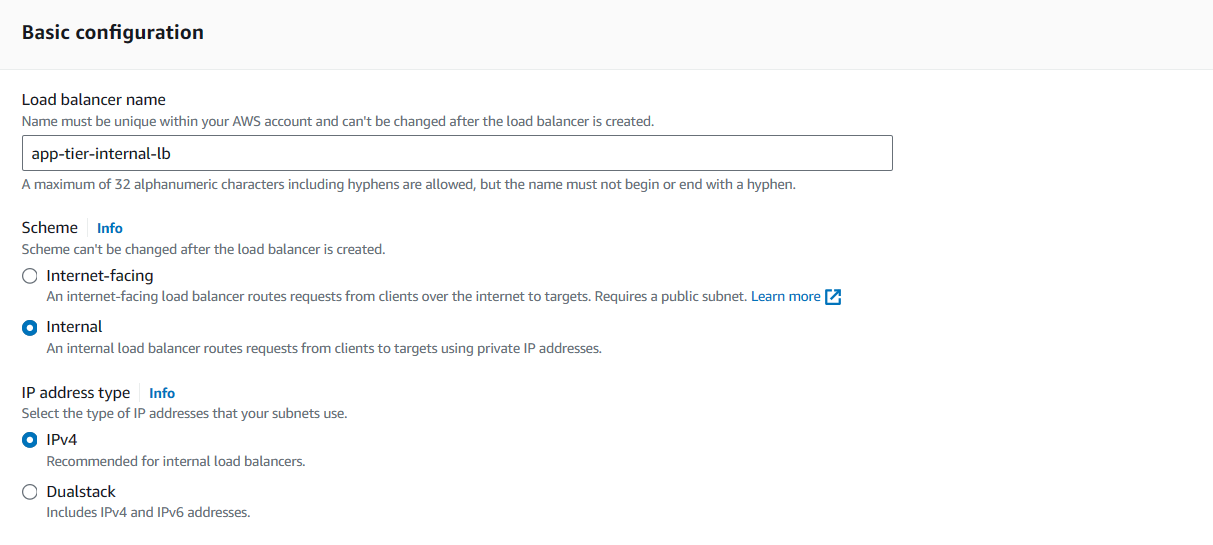 Basic configuration
Load balancer name
Name must be unique within your AWS account and can't be changed after the load balancer is created.
app-tier-internal-lb
A maximum of 32 alphanumeric characters including hyphens are allowed, but the name must not begin or end with a hyphen.
Scheme Info
Scheme can't be changed after the load balancer is created.
Internet-facing
An internet-facing load balancer routes requests from clients over the internet to targets. Requires a public subnet. Learn more
Internal
An internal load balancer routes requests from clients to targets using private IP addresses.
IP address type Info
Select the type of IP addresses that your subnets use.
IPv4
Recommended for internal load balancers.
Dualstack
Includes IPv4 and IPv6 addresses.